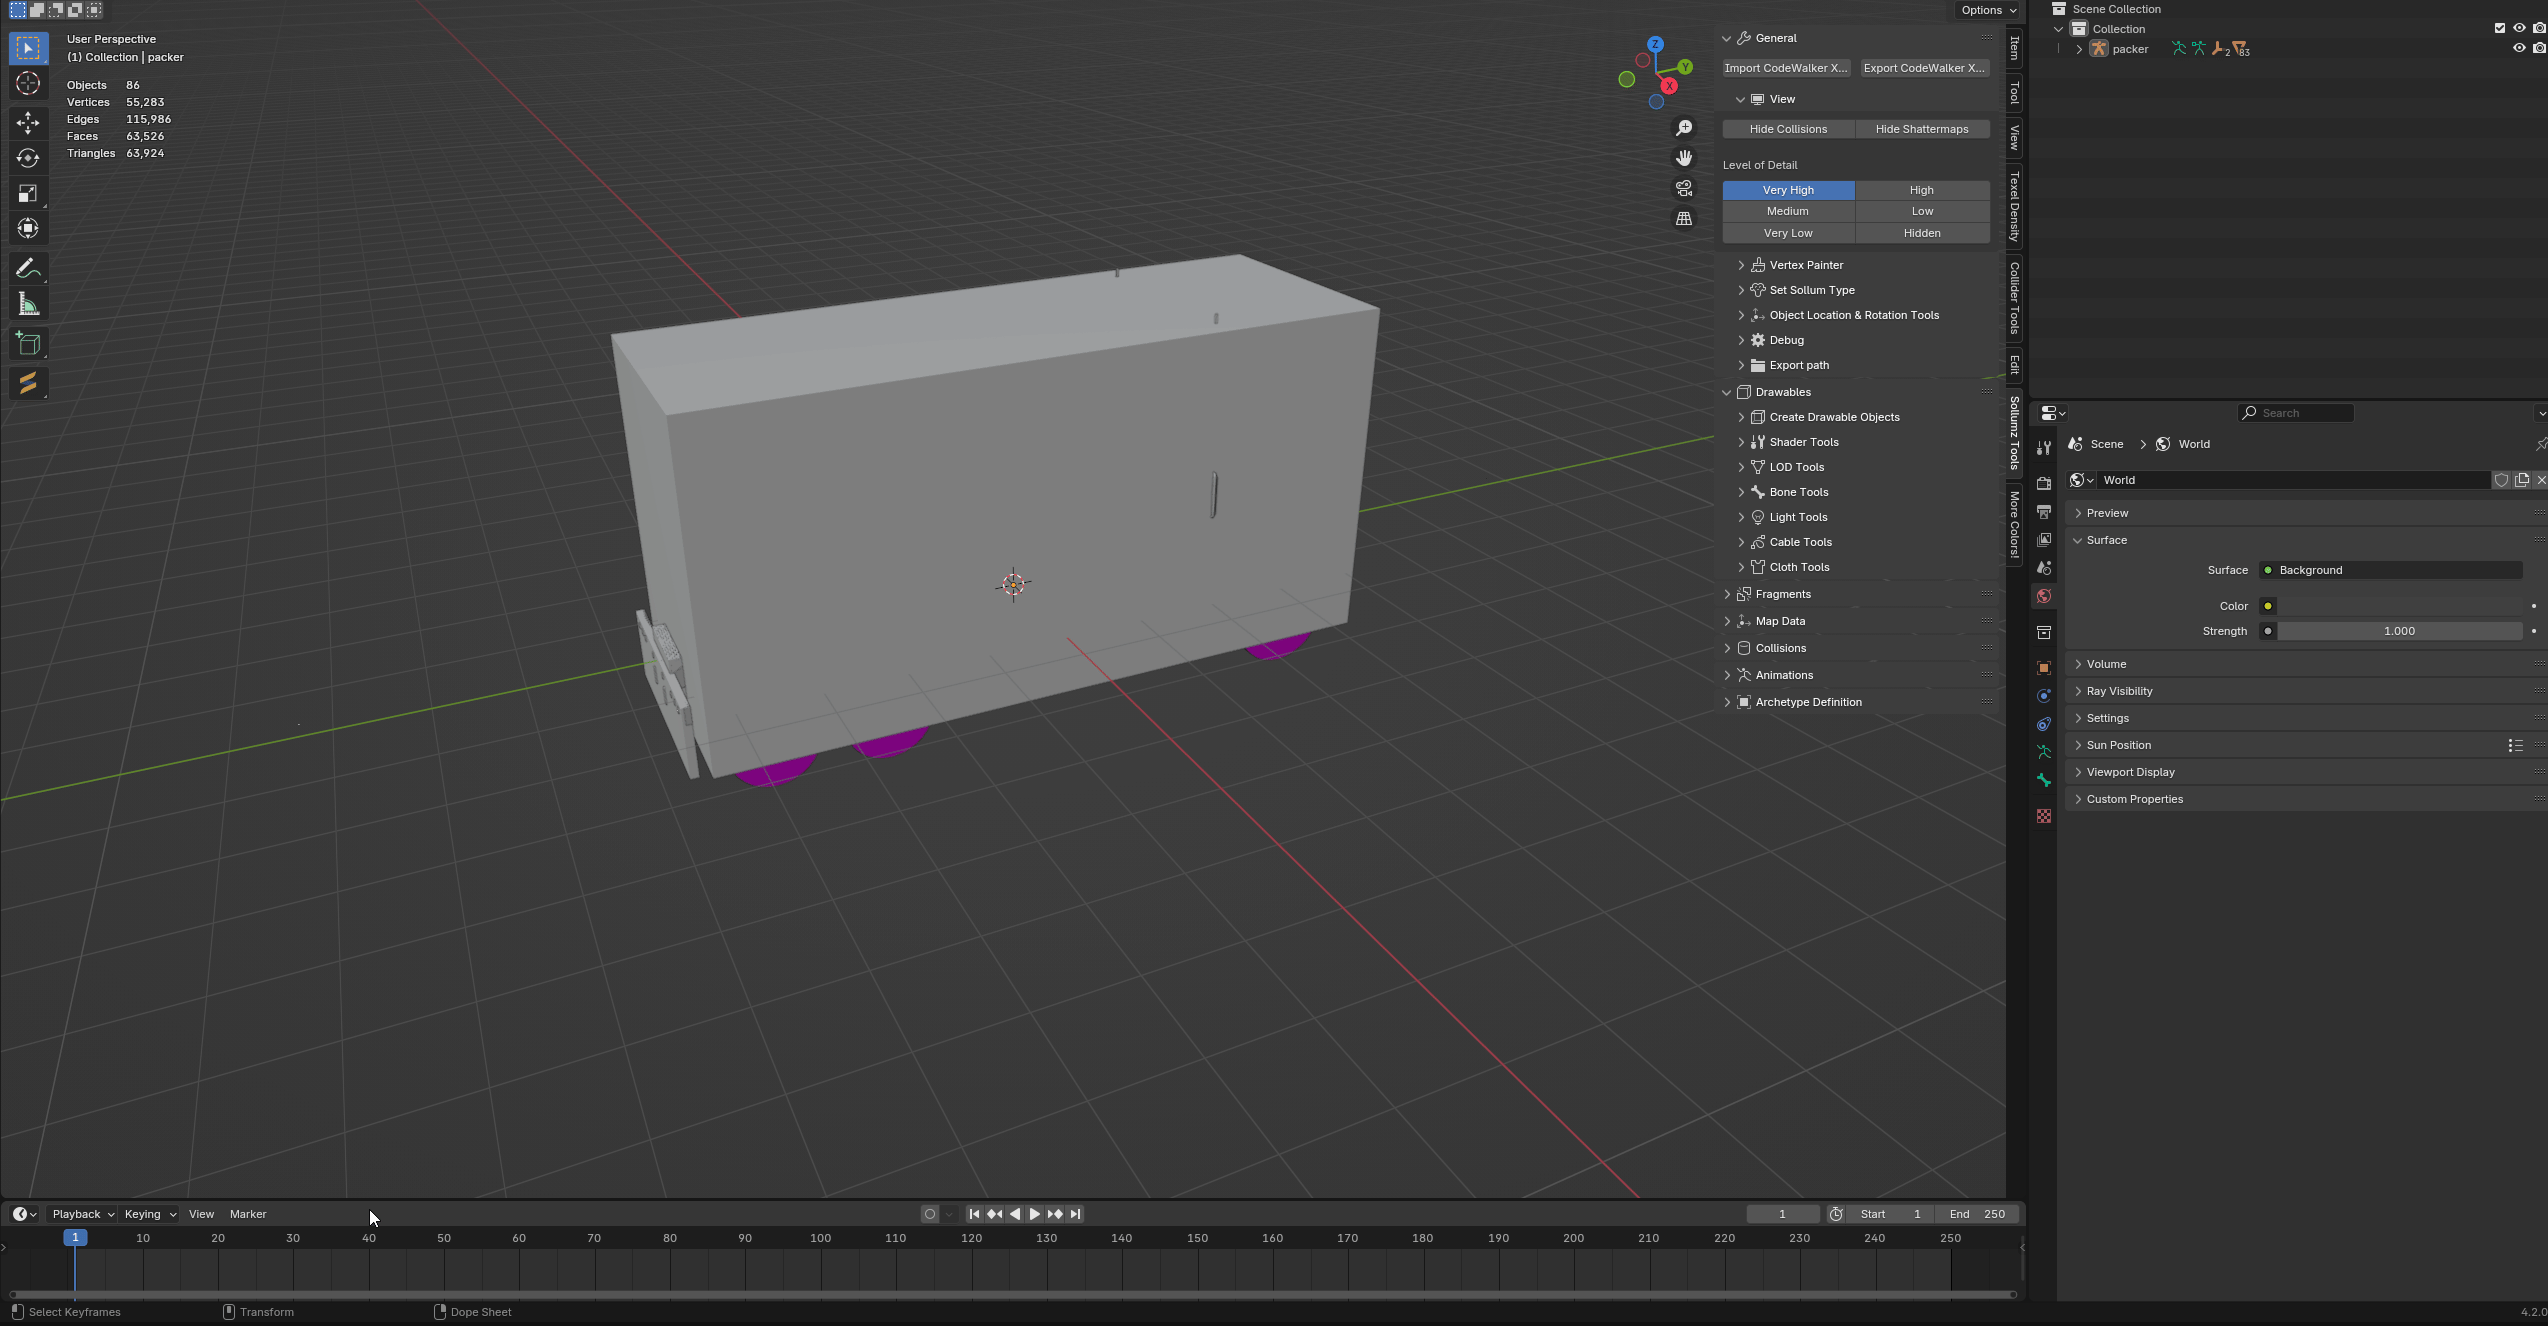 Options
User Perspective
(1) Collection | packer
Objects 86
Vertices 55,283
Edges 115,986
Faces 63,526
Triangles 63,924
Z
Y
X
General
Import CodeWalker X...
Export CodeWalker X...
View
Hide Collisions
Hide Shattermaps
Level of Detail
Very High
High
Medium
Low
Very Low
Hidden
Vertex Painter
Set Sollum Type
Object Location & Rotation Tools
Debug
Export path
Drawables
Create Drawable Objects
Shader Tools
LOD Tools
Bone Tools
Light Tools
Cable Tools
Cloth Tools
Fragments
Map Data
Collisions
Animations
Archetype Definition
Item
Tool
View
Texel Density
Collider Tools
Edit
Sollumz Tools
More Colors!
Scene Collection
Collection
packer
2
83
Search
Scene
World
World
Preview
Surface
Surface
Background
Color
Strength
1.000
Volume
Ray Visibility
Settings
Sun Position
Viewport Display
Custom Properties
Playback
Keying
View
Marker
1
Start 1
End 250
1 10 20 30 40 50 60 70 80 90 100 110 120 130 140 150 160 170 180 190 200 210 220 230 240 250
Select Keyframes
Transform
Dope Sheet
4.2.0